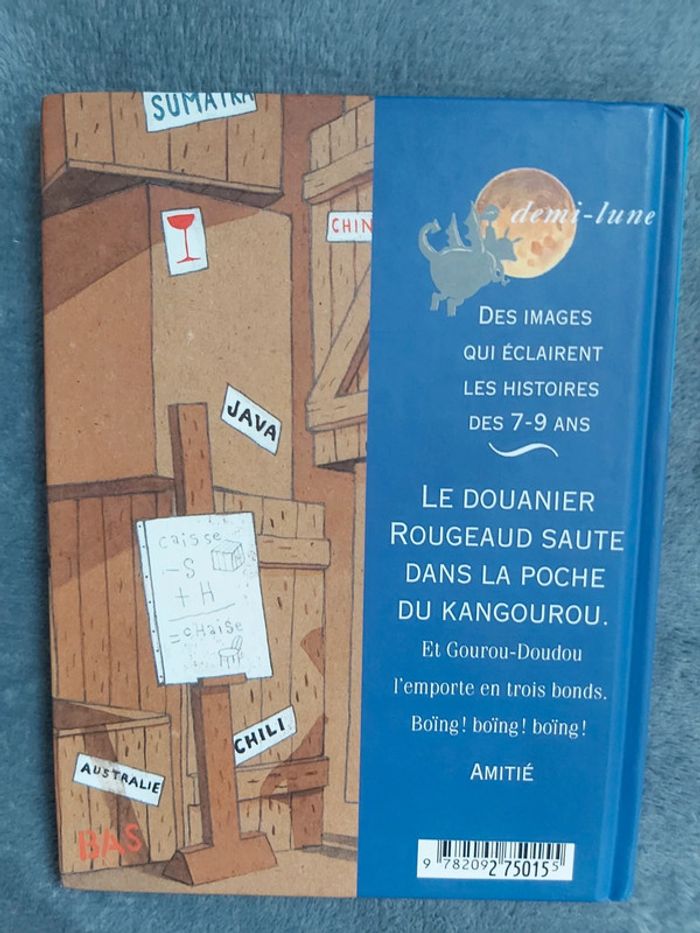 SUMATRA
CHIN
JAVA
caisse
-S
+ H
= cHaise
CHILI
AUSTRALIE
BAS
demi-lune
DES IMAGES
QUI ÉCLAIRENT
LES HISTOIRES
DES 7-9 ANS
LE DOUANIER
ROUGEAUD SAUTE
DANS LA POCHE
DU KANGOUROU.
Et Gourou-Doudou
l'emporte en trois bonds.
Boïng ! boïng ! boïng !
AMITIÉ
9 782092 750155